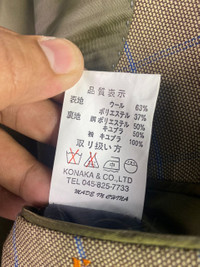 品質表示
表地 ウール 63%
ポリエステル 37%
裏地 胴 ポリエステル 50%
キュプラ 50%
袖 キュプラ 100%
取り扱い方
KONAKA & CO.,LTD
TEL 045-825-7733
MADE IN CHINA